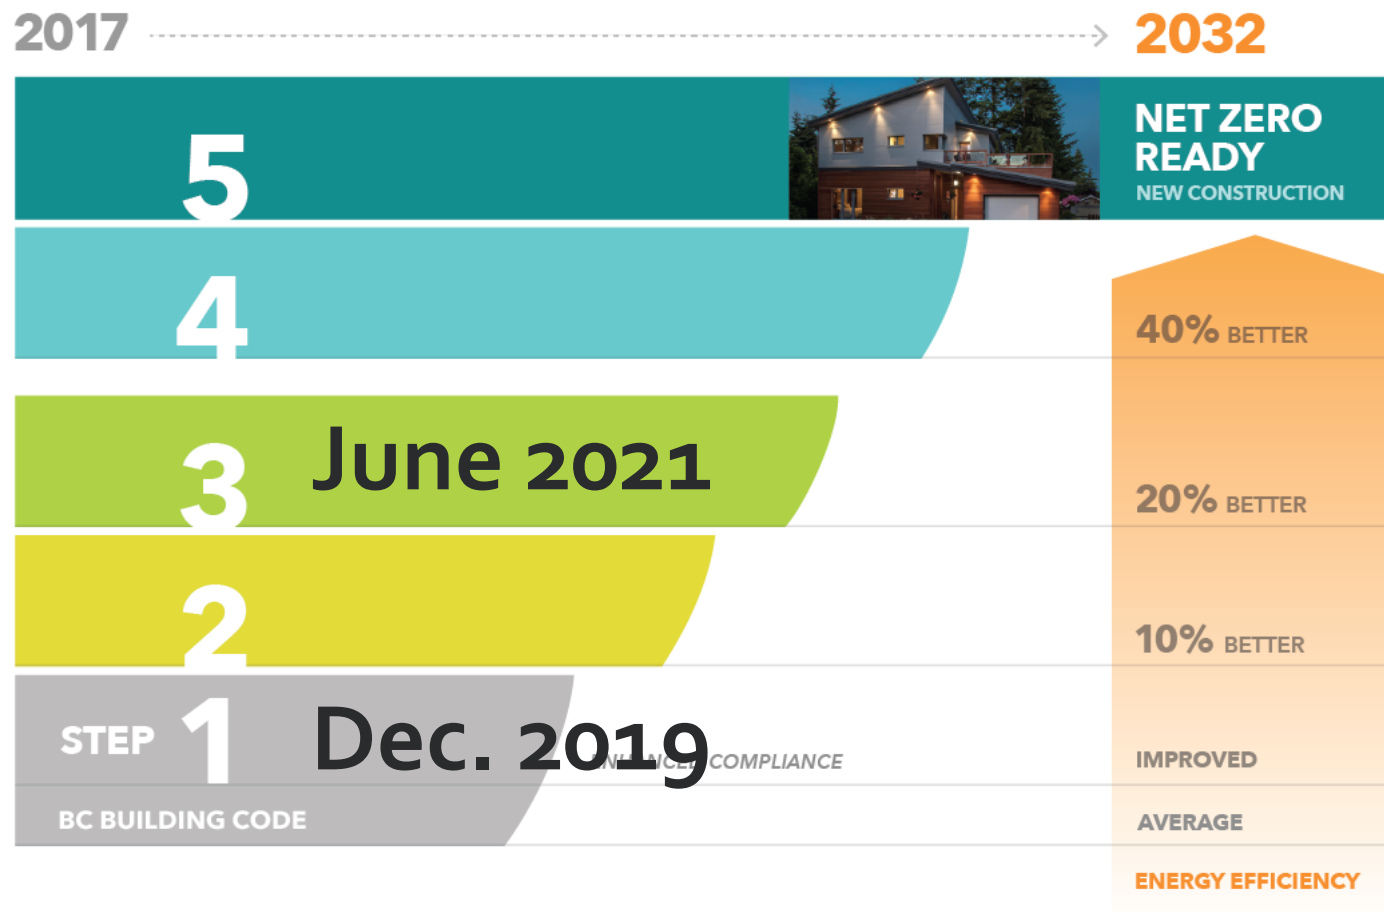 2017
2032
5
NET ZERO
READY
NEW CONSTRUCTION
4
40% BETTER
3
June 2021
20% BETTER
2
10% BETTER
STEP 1
Dec. 2019
ENHANCED COMPLIANCE
IMPROVED
BC BUILDING CODE
AVERAGE
ENERGY EFFICIENCY